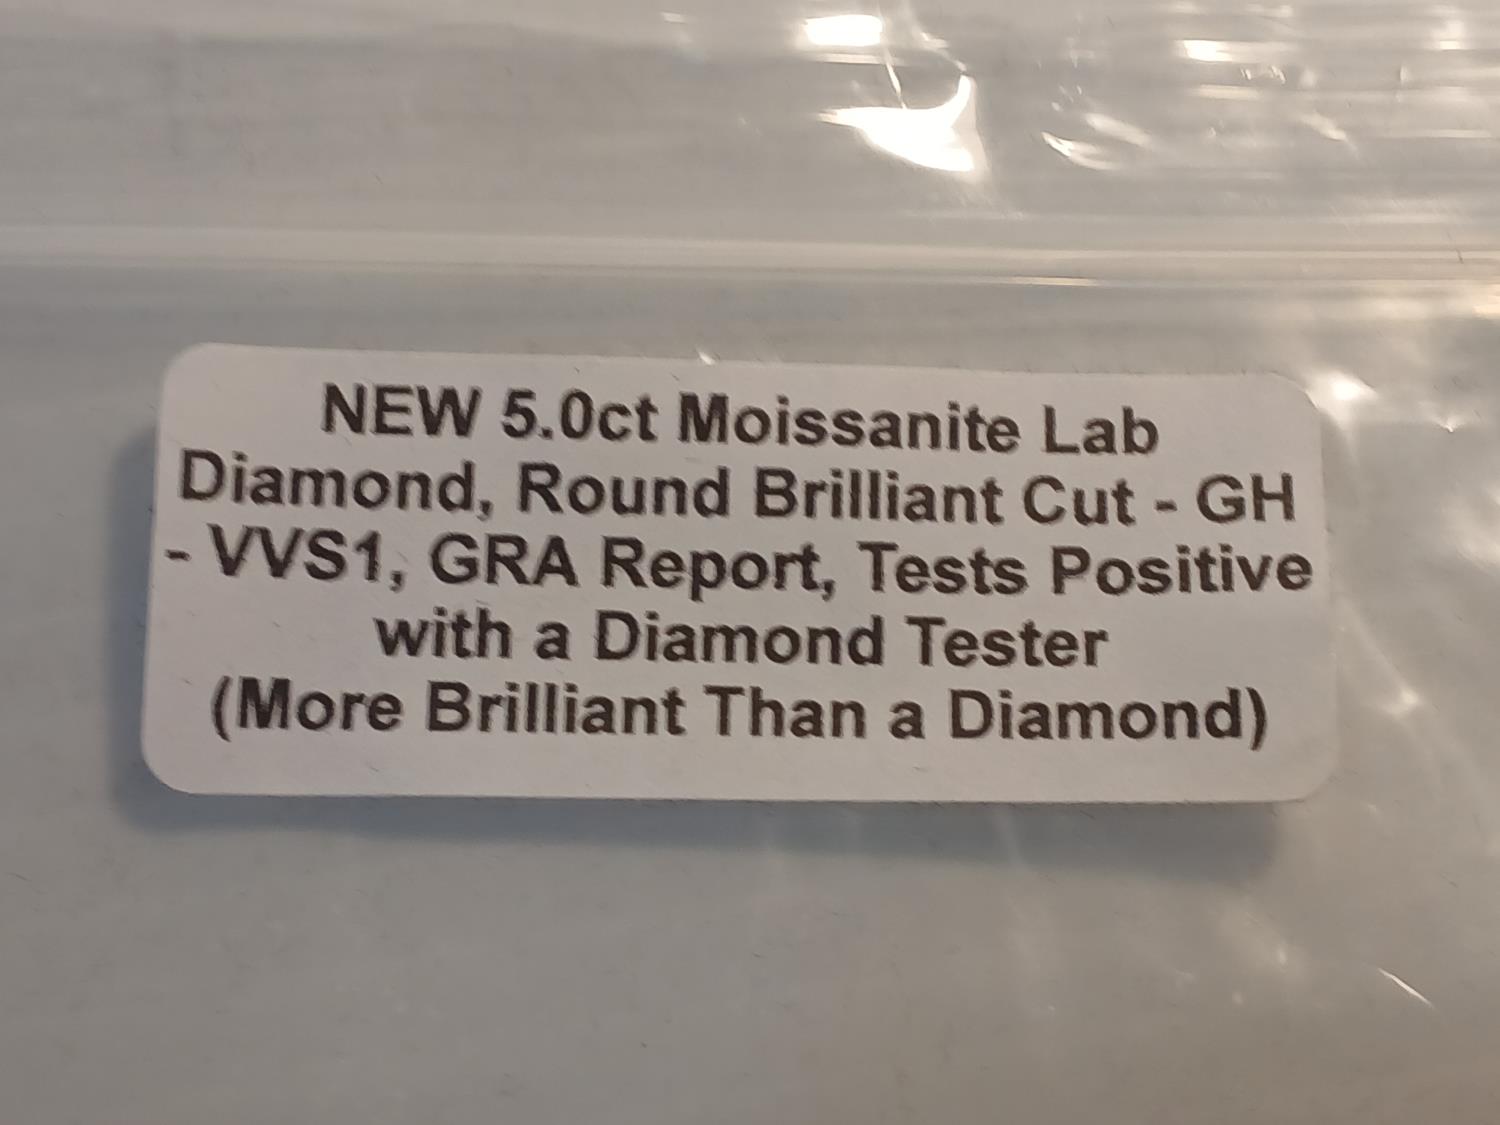 NEW 5.0ct Moissanite Lab
Diamond, Round Brilliant Cut - GH
- VVS1, GRA Report, Tests Positive
with a Diamond Tester
(More Brilliant Than a Diamond)